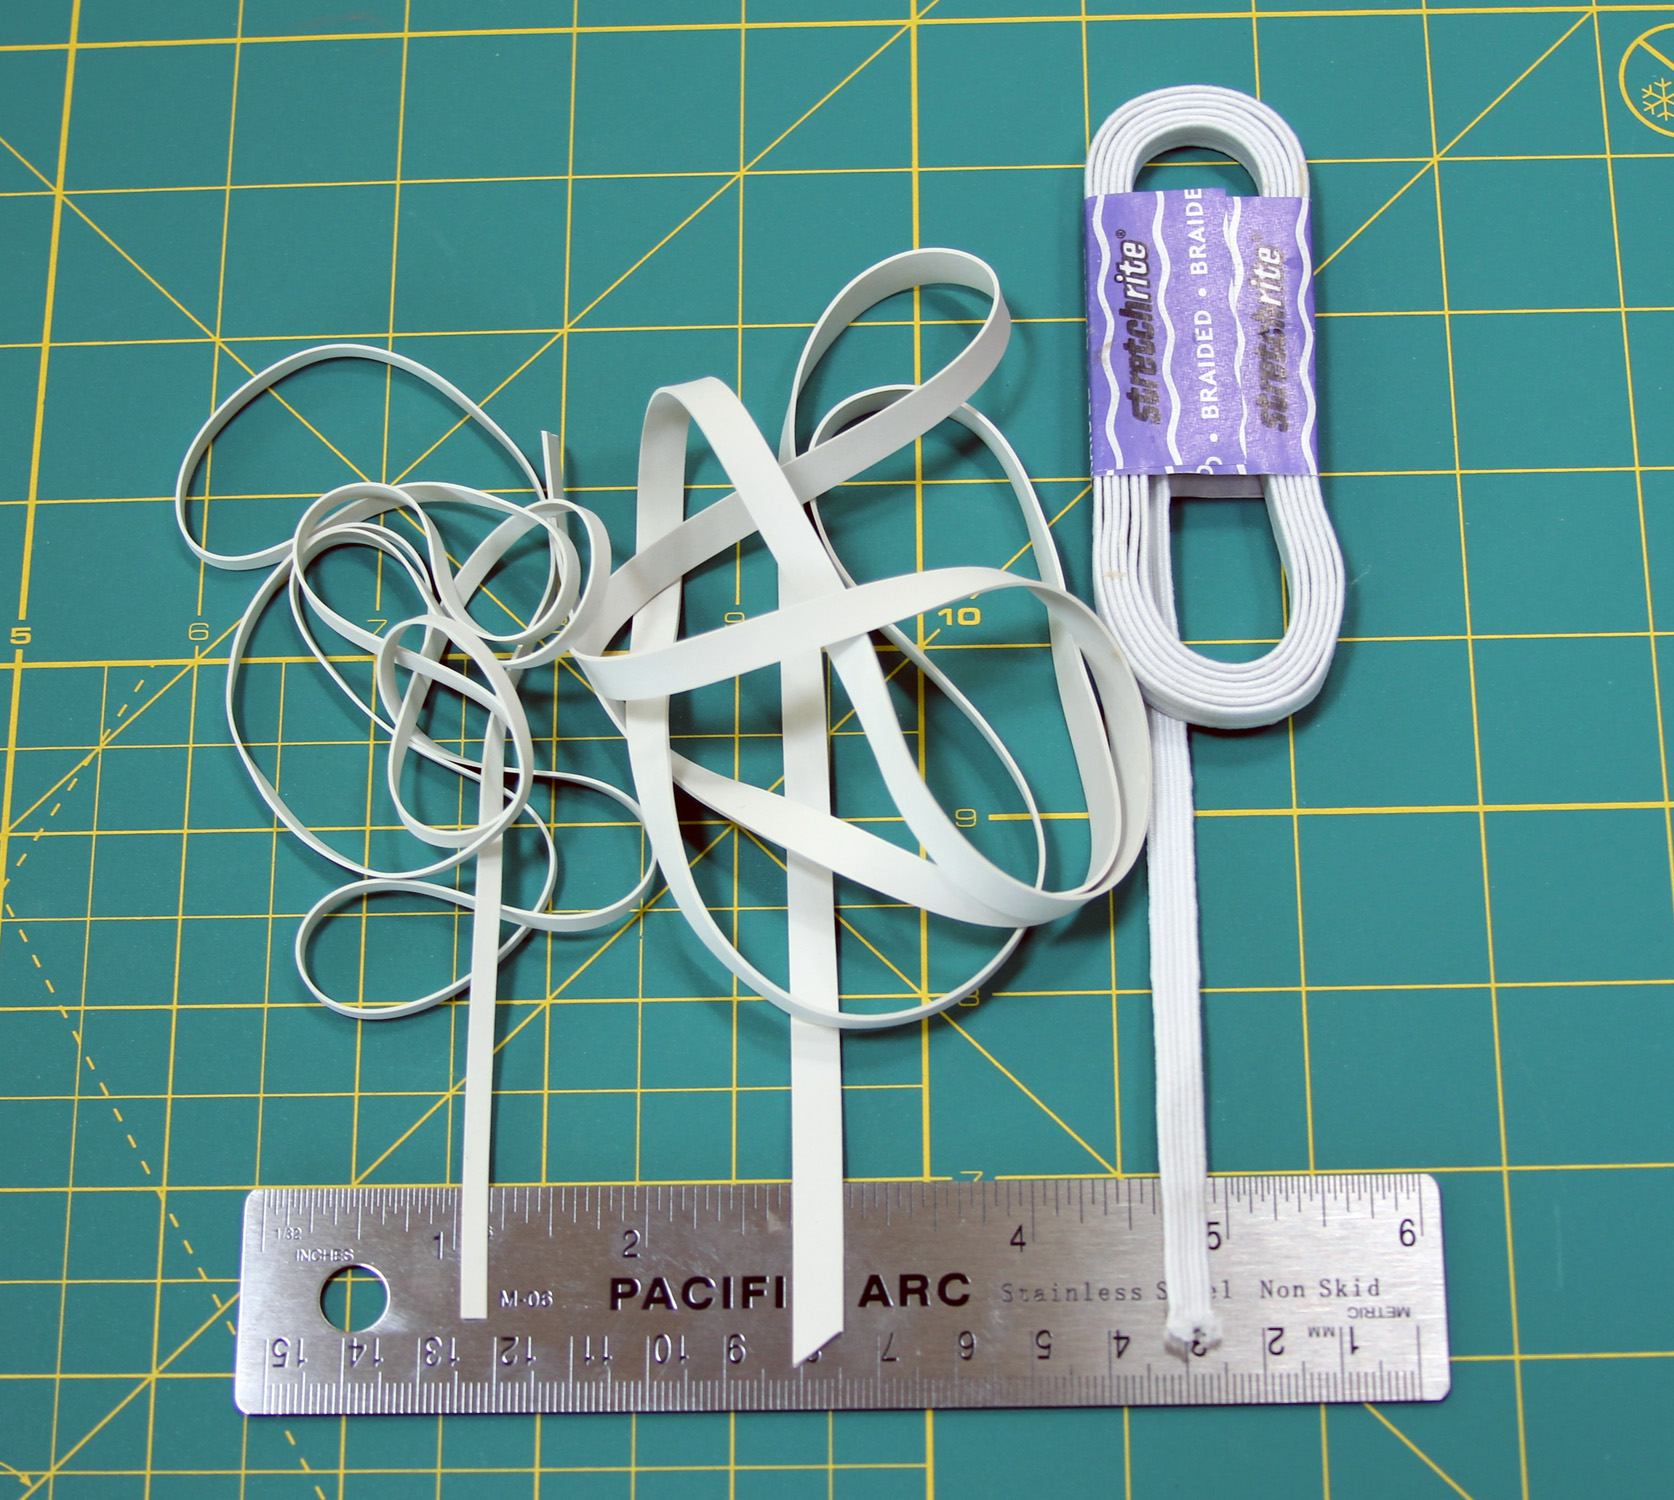 stretchrite®
BRAIDED • BRAIDE
stretchrite
5
6
7
9
10
9
8
7
1/32
INCHES
1 2 4 5 6
M-06
PACIFI ARC
Stainless S el Non Skid
METRIC
MM
15 14 13 12 11 10 9 7 6 5 4 3 2 1